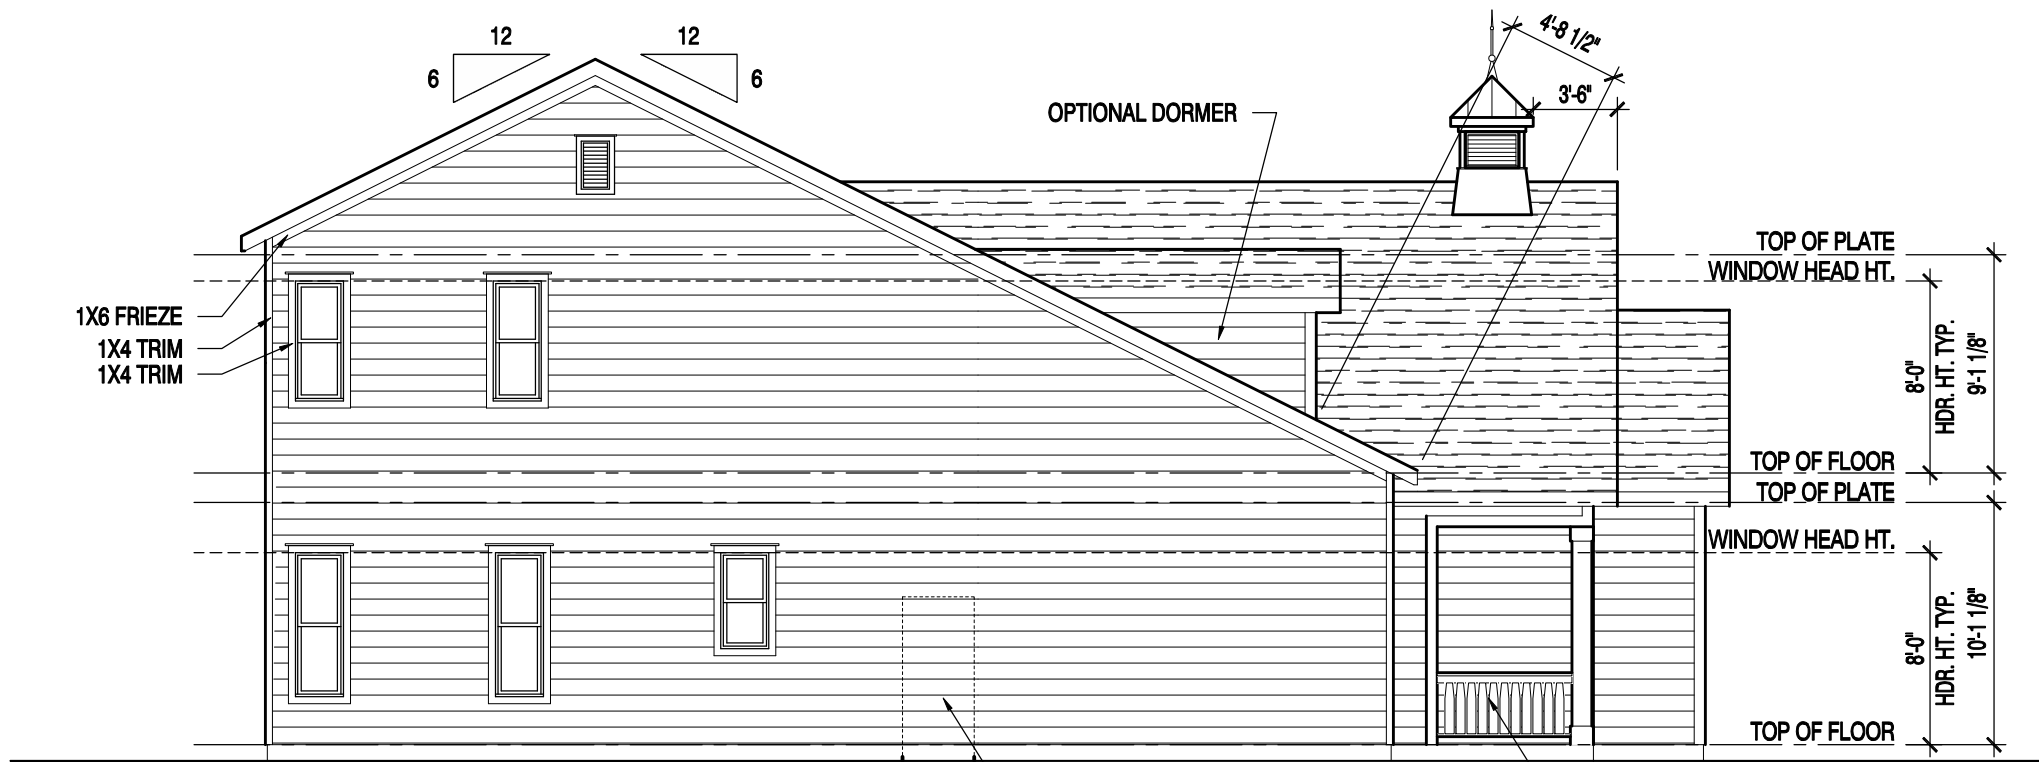 12
12
6
6
4'-8 1/2"
3'-6"
OPTIONAL DORMER
TOP OF PLATE
WINDOW HEAD HT.
1X6 FRIEZE
1X4 TRIM
1X4 TRIM
8'-0"
HDR. HT. TYP.
9'-1 1/8"
TOP OF FLOOR
TOP OF PLATE
WINDOW HEAD HT.
8'-0"
HDR. HT. TYP.
10'-1 1/8"
TOP OF FLOOR